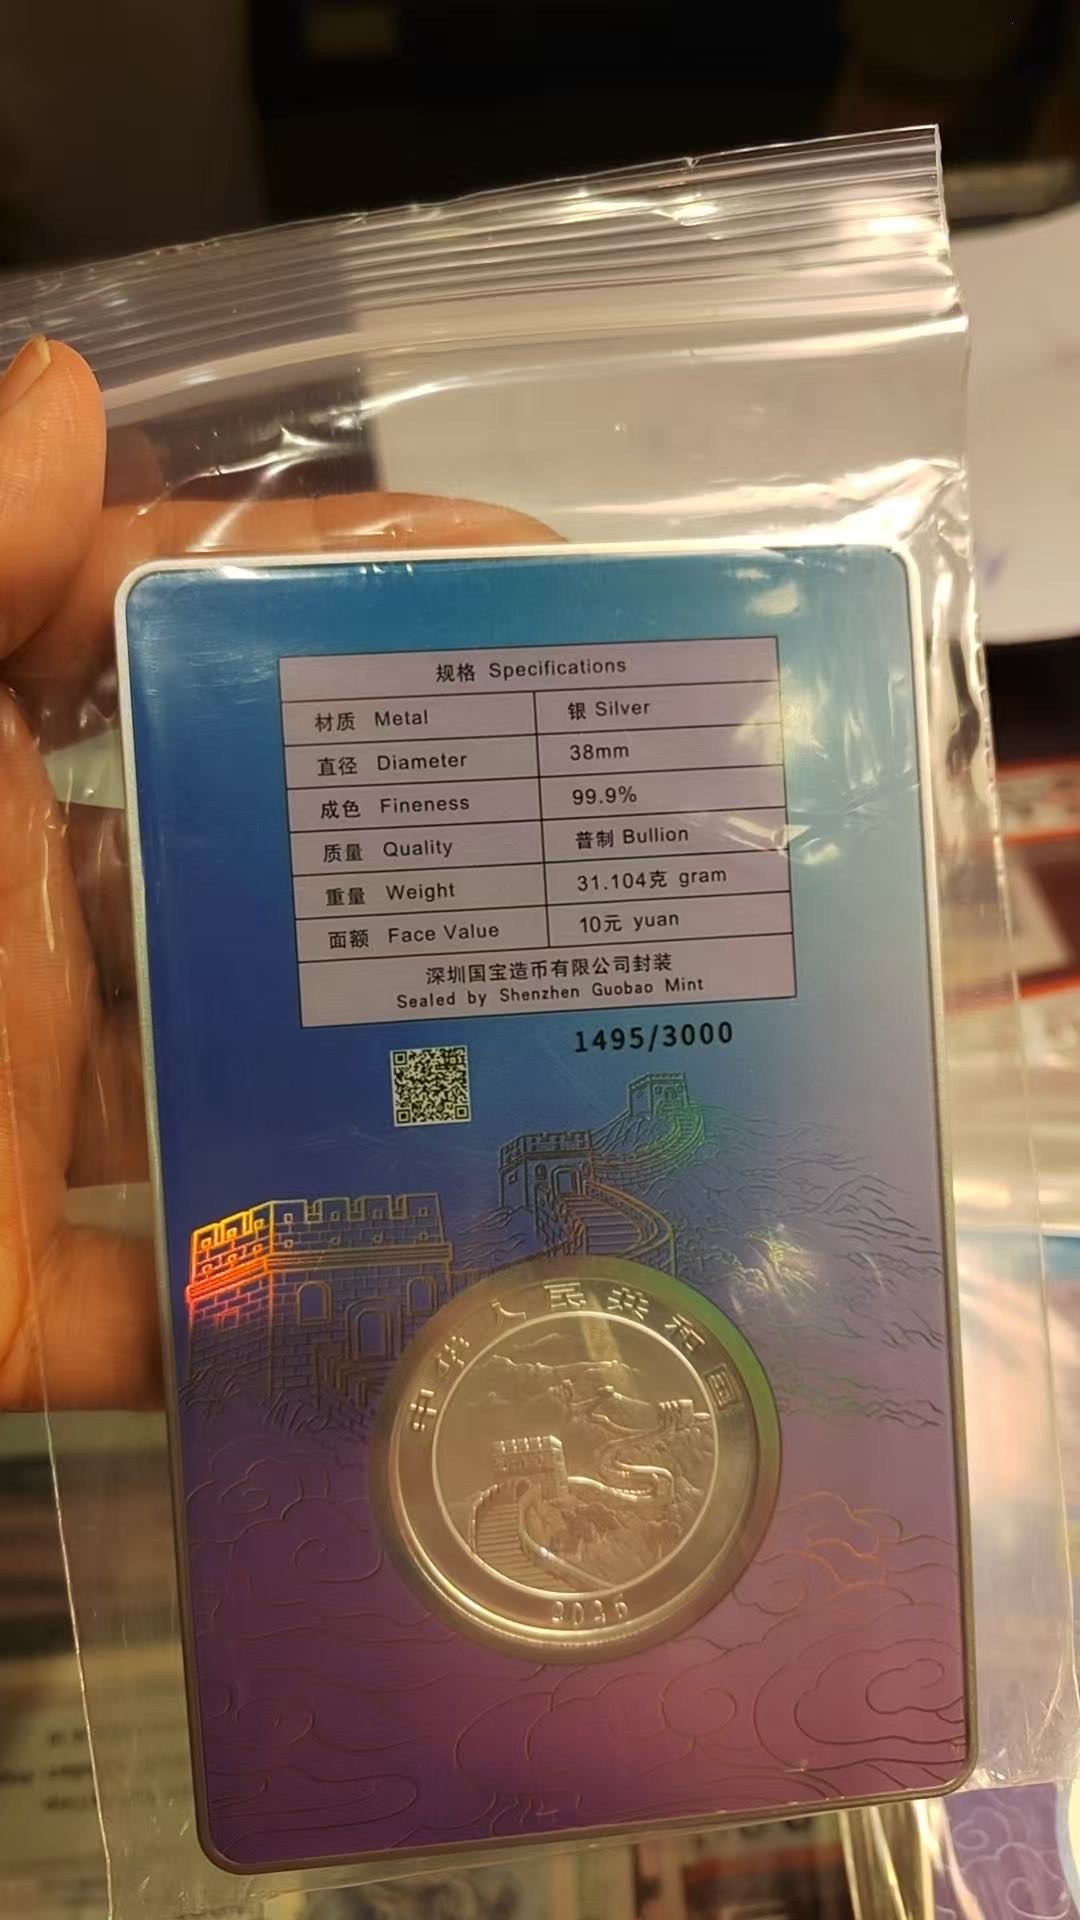 规格 Specifications
材质 Metal 银 Silver
直径 Diameter 38mm
成色 Fineness 99.9%
质量 Quality 普制 Bullion
重量 Weight 31.104克 gram
面额 Face Value 10元 yuan
深圳国宝造币有限公司封装
Sealed by Shenzhen Guobao Mint
1495/3000
中华人民共和国
2026